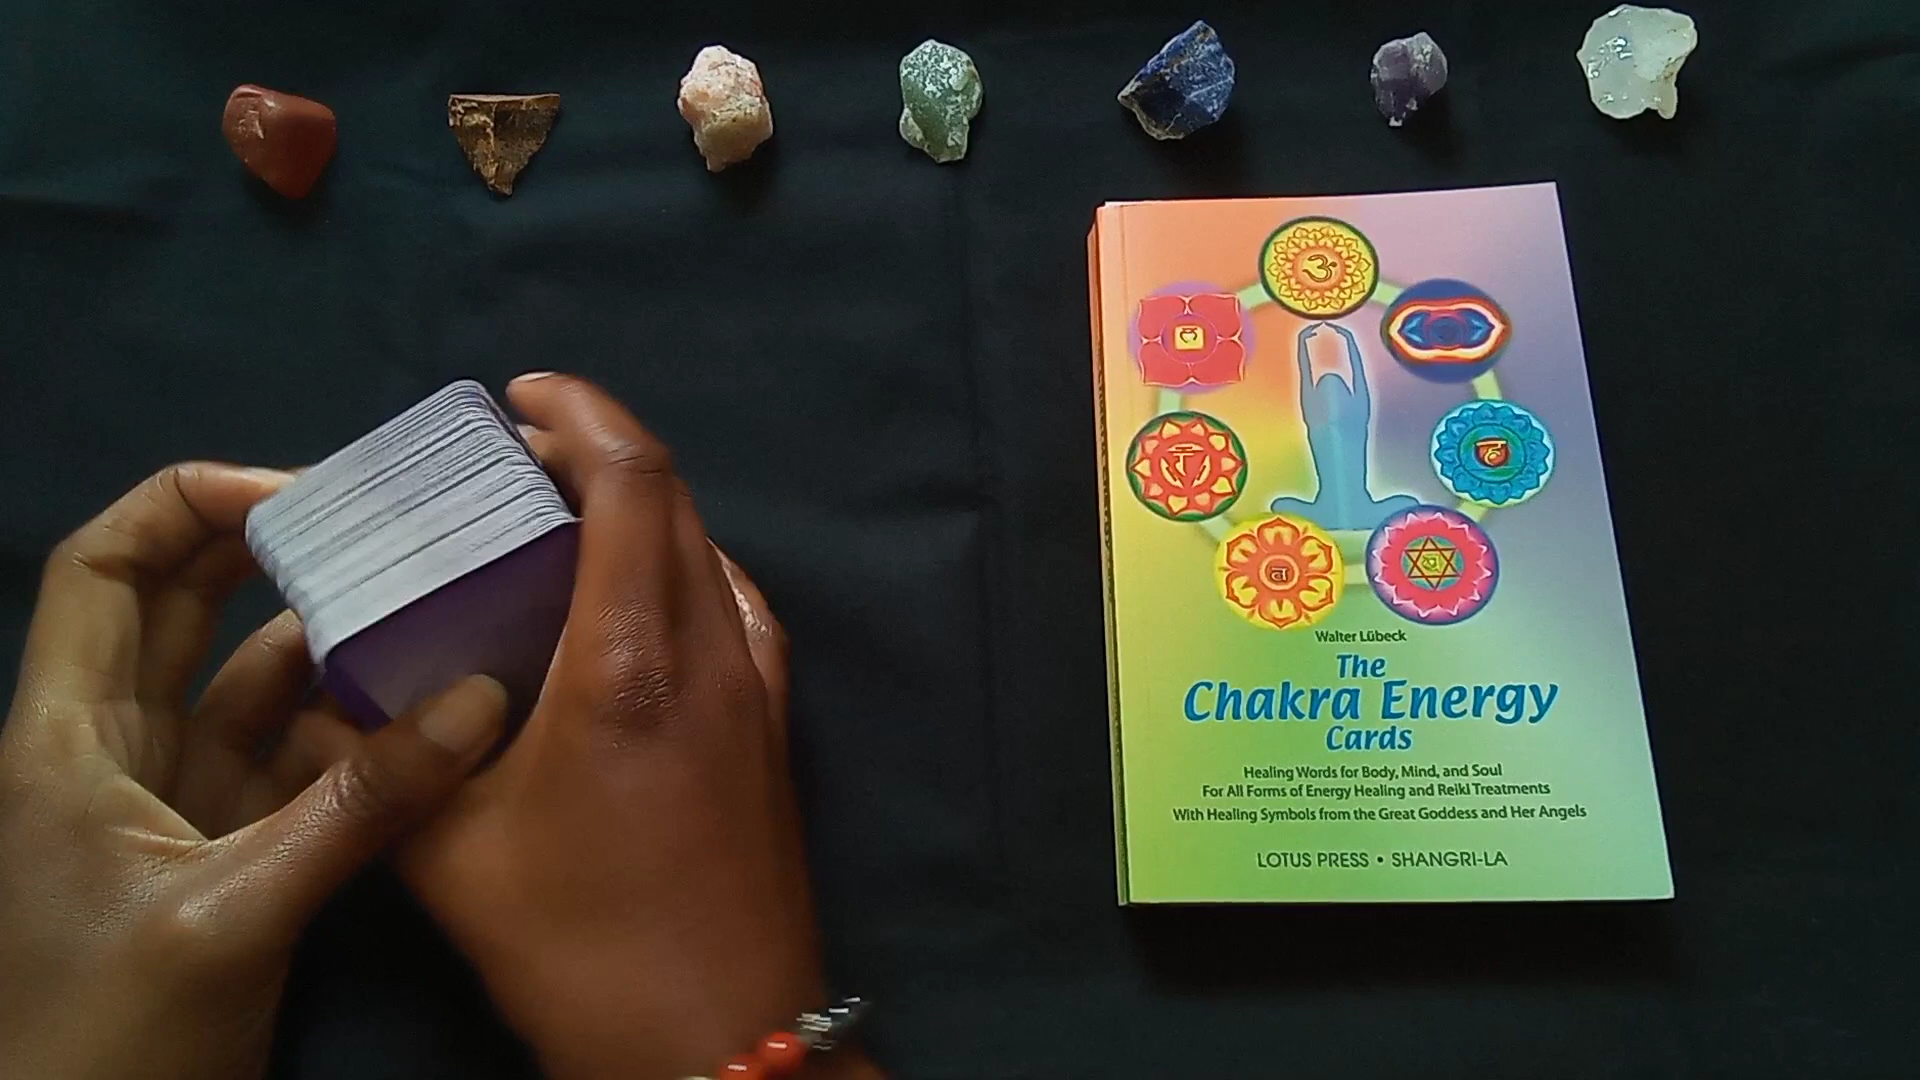 ॐ
Walter Lübeck
The
Chakra Energy
Cards
Healing Words for Body, Mind, and Soul
For All Forms of Energy Healing and Reiki Treatments
With Healing Symbols from the Great Goddess and Her Angels
LOTUS PRESS • SHANGRI-LA